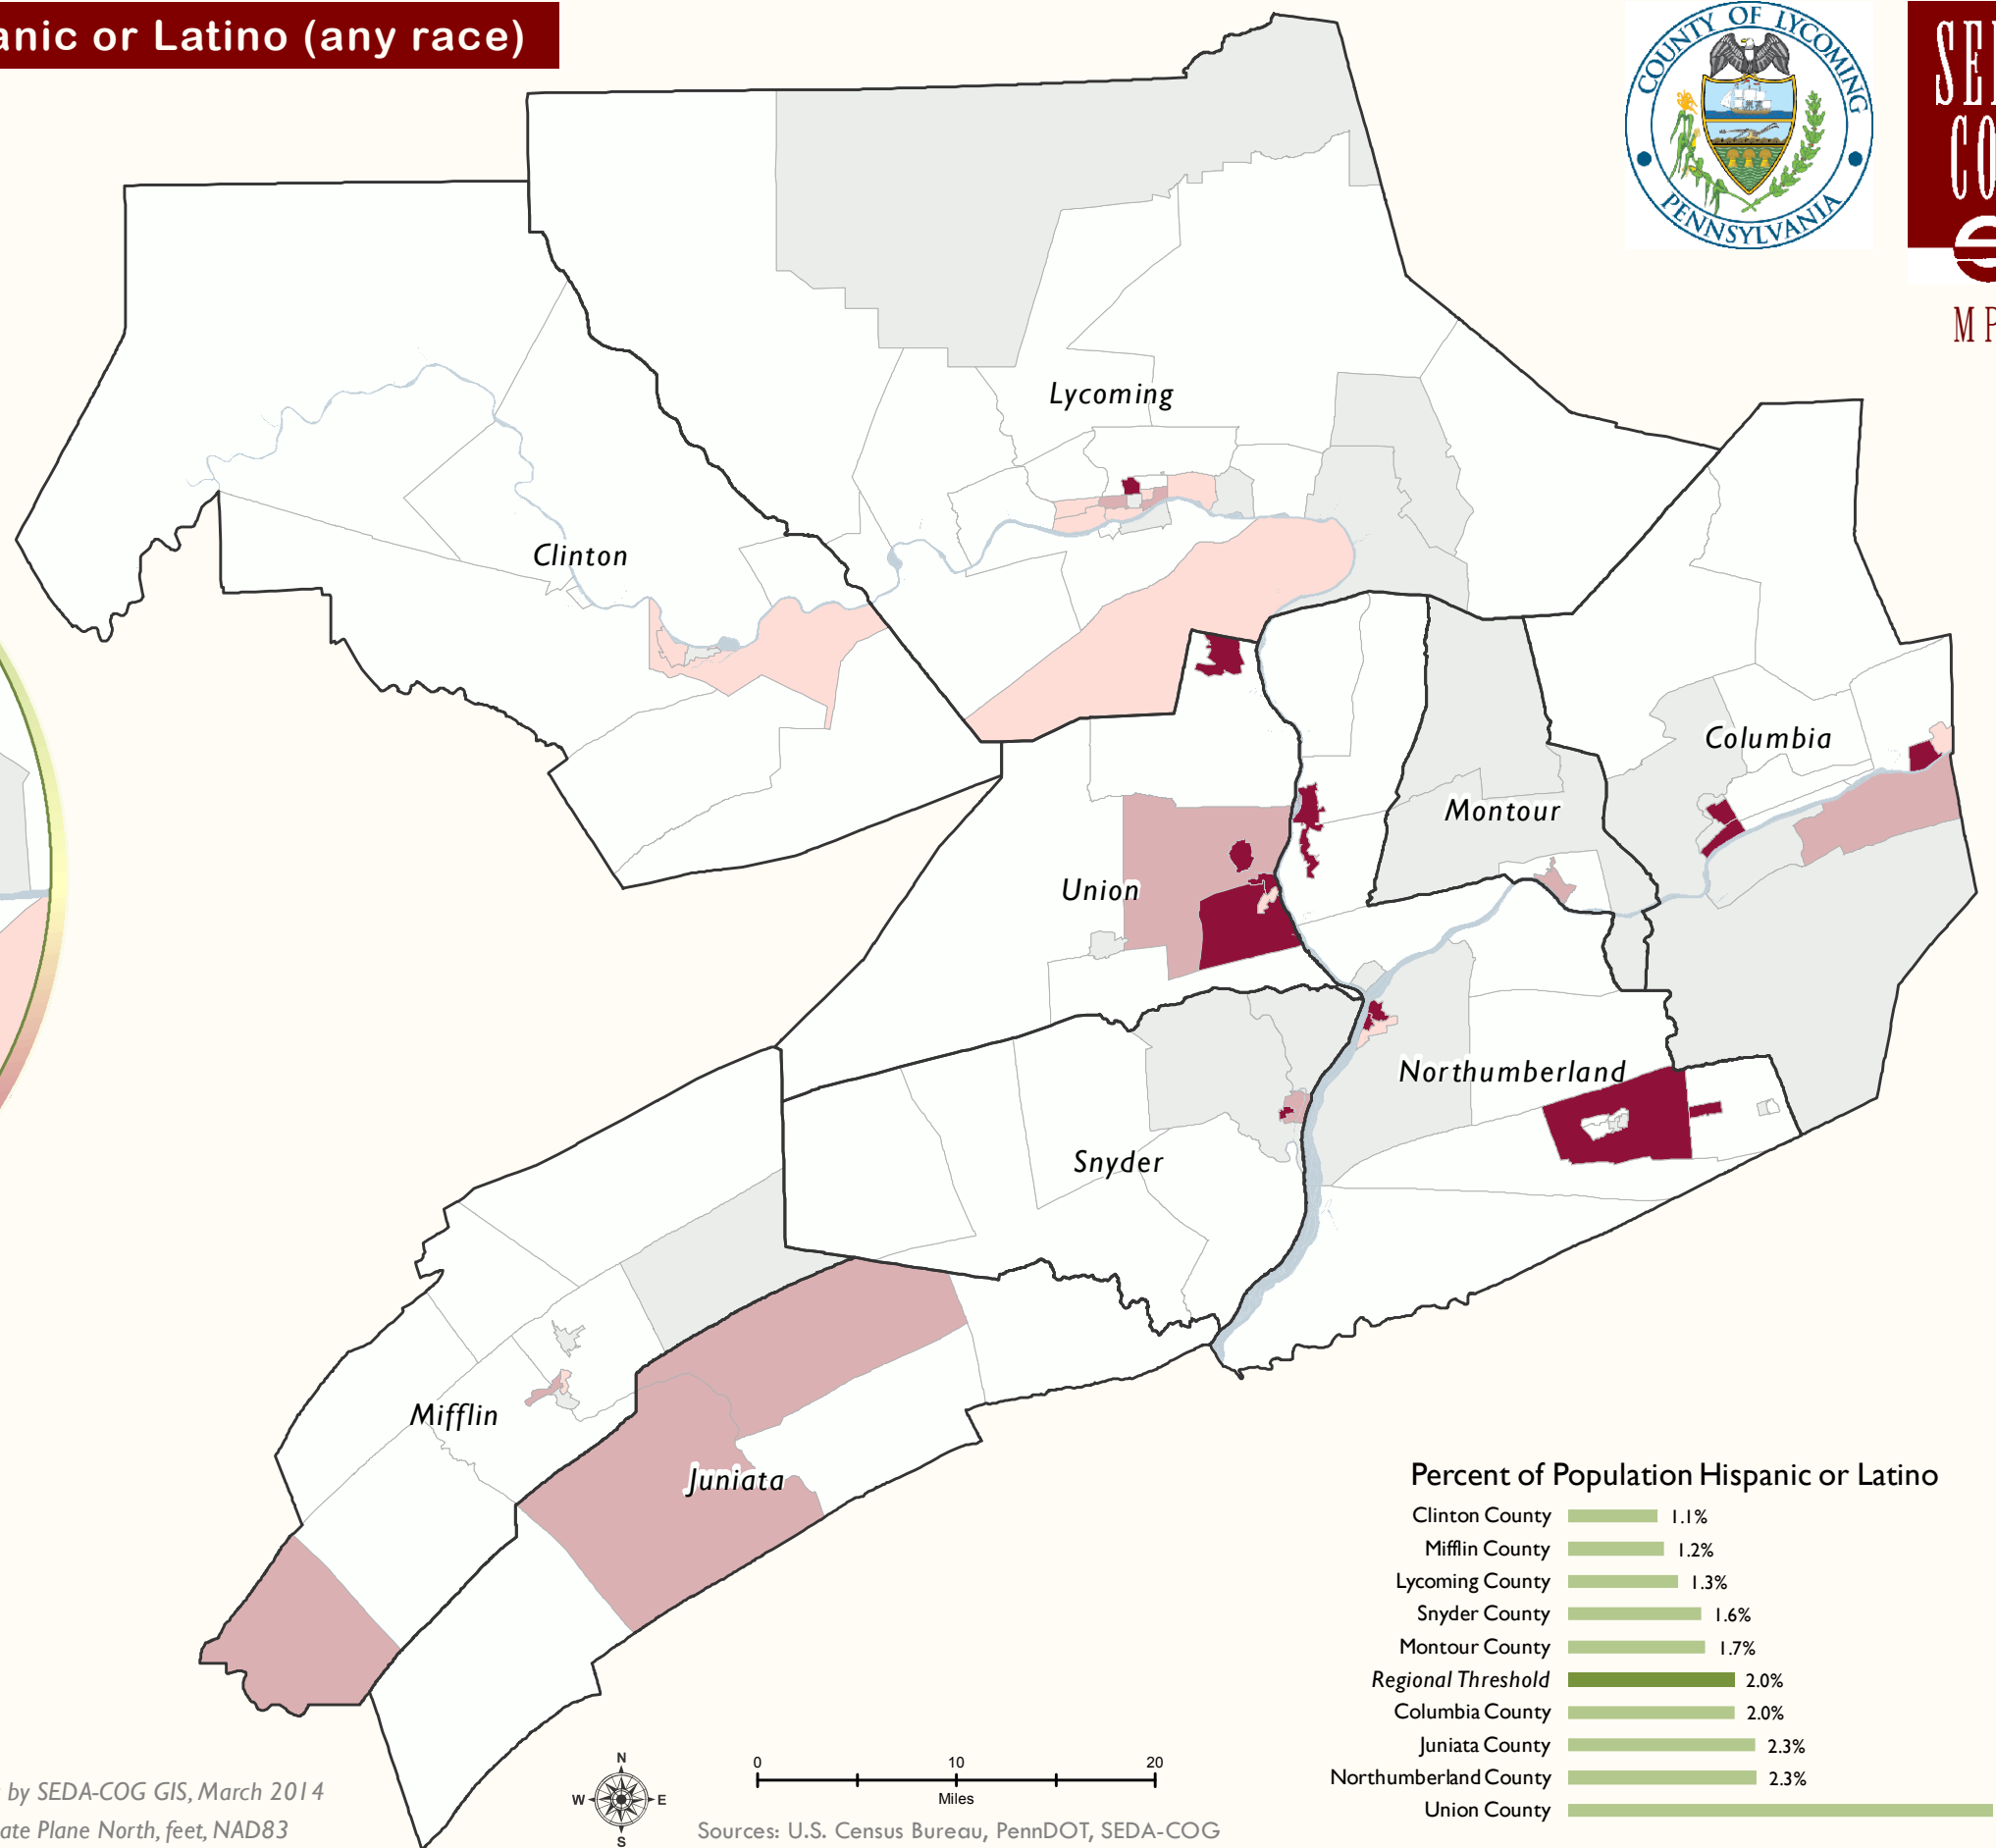 anic or Latino (any race)
COUNTY OF LYCOMING
PENNSYLVANIA
MP
Lycoming
Clinton
Columbia
Montour
Union
Northumberland
Snyder
Mifflin
Juniata
Percent of Population Hispanic or Latino
Clinton County 1.1%
Mifflin County 1.2%
Lycoming County 1.3%
Snyder County 1.6%
Montour County 1.7%
Regional Threshold 2.0%
Columbia County 2.0%
Juniata County 2.3%
Northumberland County 2.3%
Union County
N
W E
S
0 10 20
Miles
by SEDA-COG GIS, March 2014
ate Plane North, feet, NAD83
Sources: U.S. Census Bureau, PennDOT, SEDA-COG